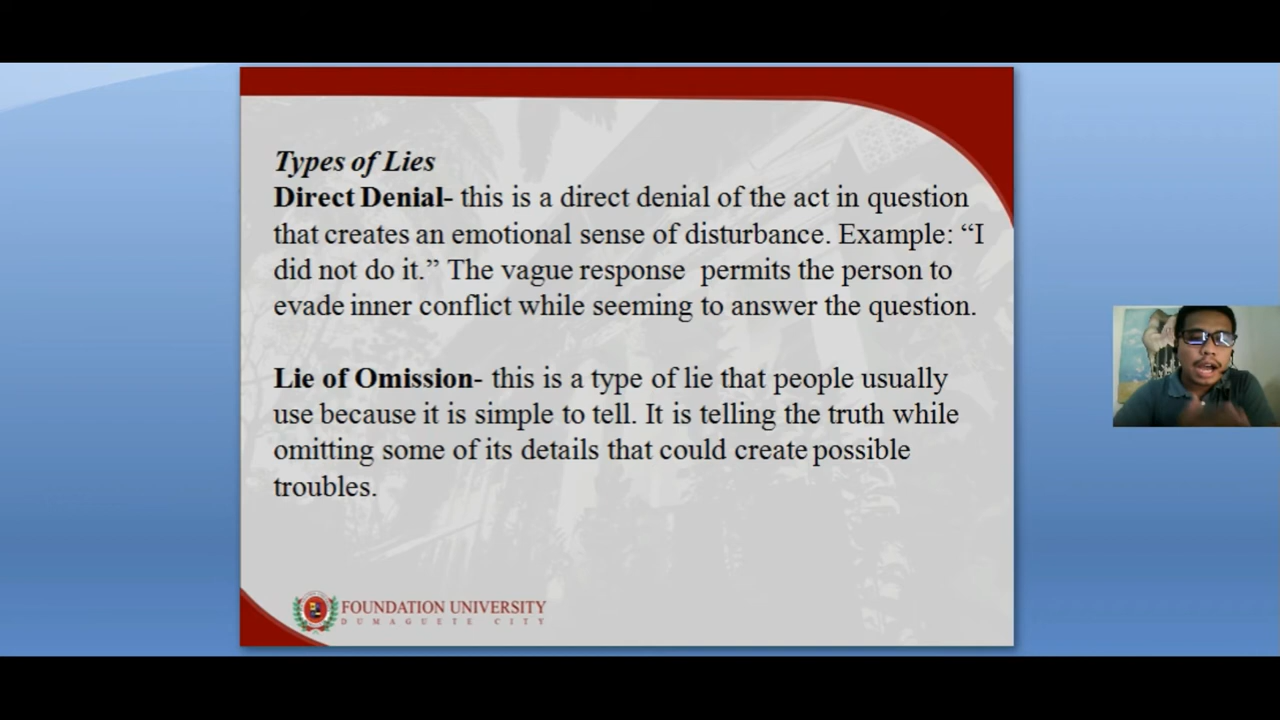 Types of Lies
Direct Denial- this is a direct denial of the act in question
that creates an emotional sense of disturbance. Example: “I
did not do it.” The vague response permits the person to
evade inner conflict while seeming to answer the question.
Lie of Omission- this is a type of lie that people usually
use because it is simple to tell. It is telling the truth while
omitting some of its details that could create possible
troubles.
FOUNDATION UNIVERSITY
DUMAGUETE CITY